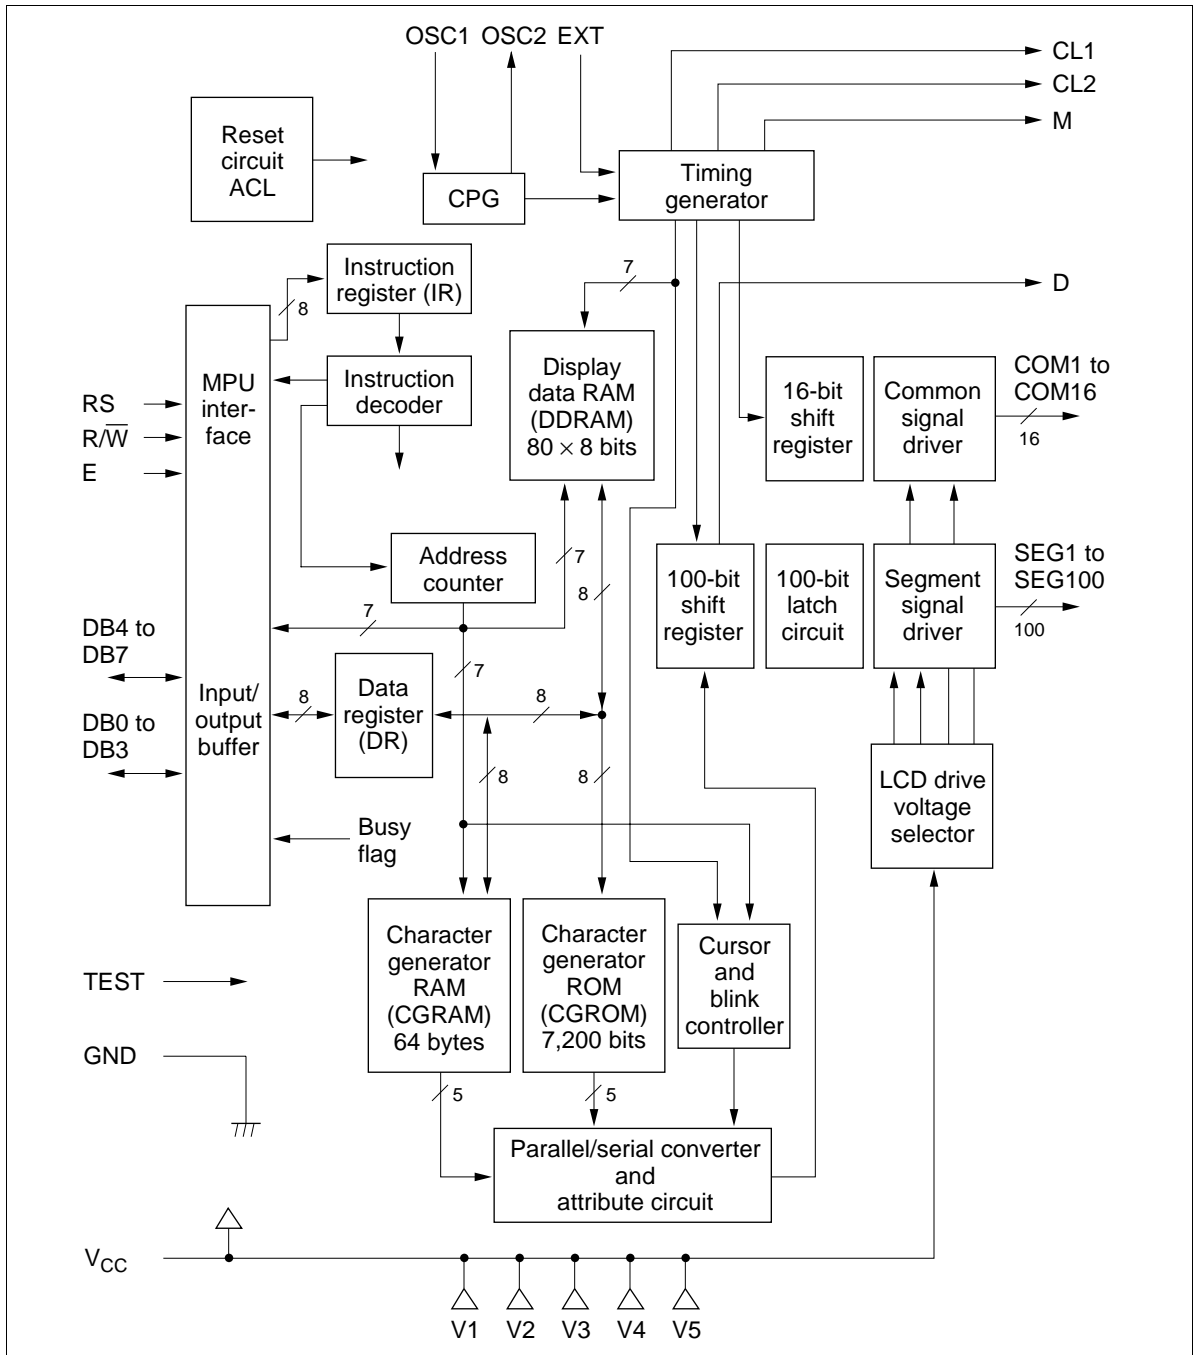 OSC1 OSC2 EXT
CL1
CL2
M
Reset
circuit
ACL
CPG
Timing
generator
Instruction
register (IR)
8
7
D
MPU
inter-
face
Instruction
decoder
Display
data RAM
(DDRAM)
80 × 8 bits
16-bit
shift
register
Common
signal
driver
COM1 to
COM16
16
RS
R/W̅
E
Address
counter
7
8
100-bit
shift
register
100-bit
latch
circuit
Segment
signal
driver
SEG1 to
SEG100
100
DB4 to
DB7
7
7
Input/
output
buffer
8
Data
register
(DR)
8
DB0 to
DB3
8
8
LCD drive
voltage
selector
Busy
flag
Character
generator
RAM
(CGRAM)
64 bytes
Character
generator
ROM
(CGROM)
7,200 bits
Cursor
and
blink
controller
TEST
GND
5
5
Parallel/serial converter
and
attribute circuit
VCC
V1 V2 V3 V4 V5